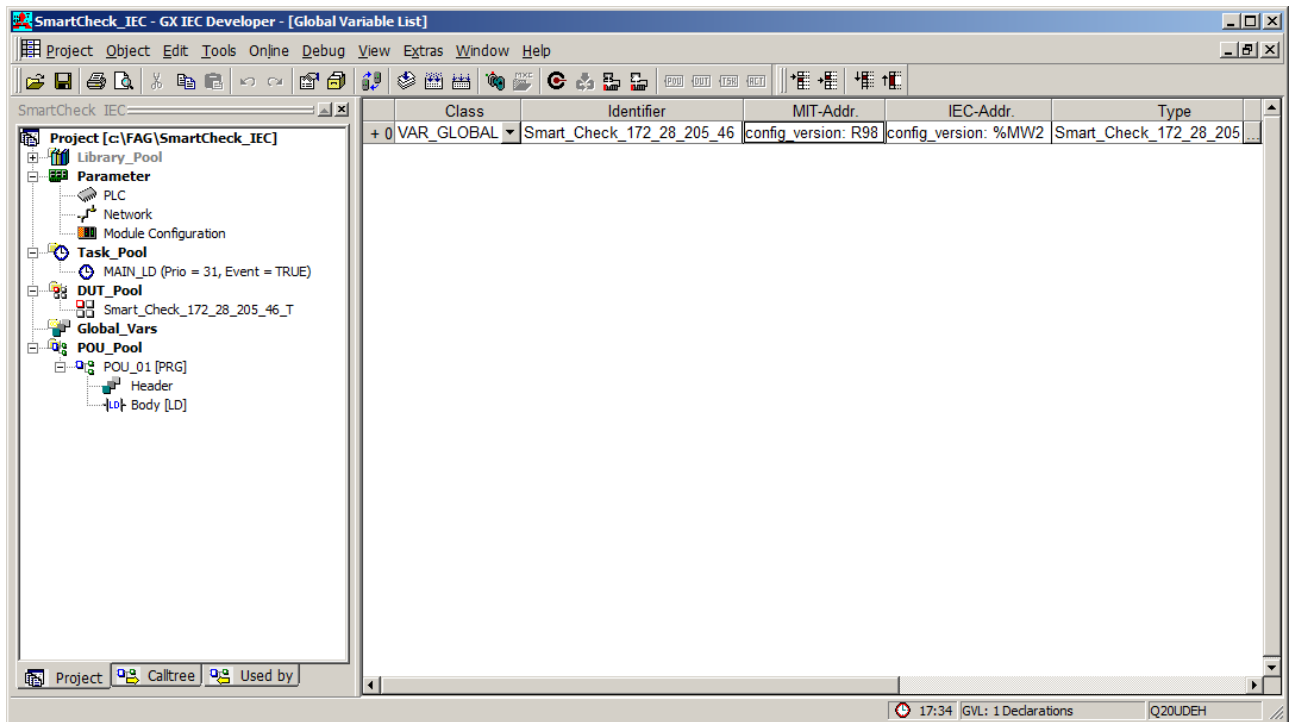 SmartCheck_IEC - GX IEC Developer - [Global Variable List]
Project Object Edit Tools Online Debug View Extras Window Help
SmartCheck IEC
Class Identifier MIT-Addr. IEC-Addr. Type
+ 0 VAR_GLOBAL Smart_Check_172_28_205_46 config_version: R98 config_version: %MW2 Smart_Check_172_28_205 ...
Project [c:\FAG\SmartCheck_IEC]
Library_Pool
Parameter
PLC
Network
Module Configuration
Task_Pool
MAIN_LD (Prio = 31, Event = TRUE)
DUT_Pool
Smart_Check_172_28_205_46_T
Global_Vars
POU_Pool
POU_01 [PRG]
Header
LD Body [LD]
Project Calltree Used by
17:34 GVL: 1 Declarations Q20UDEH